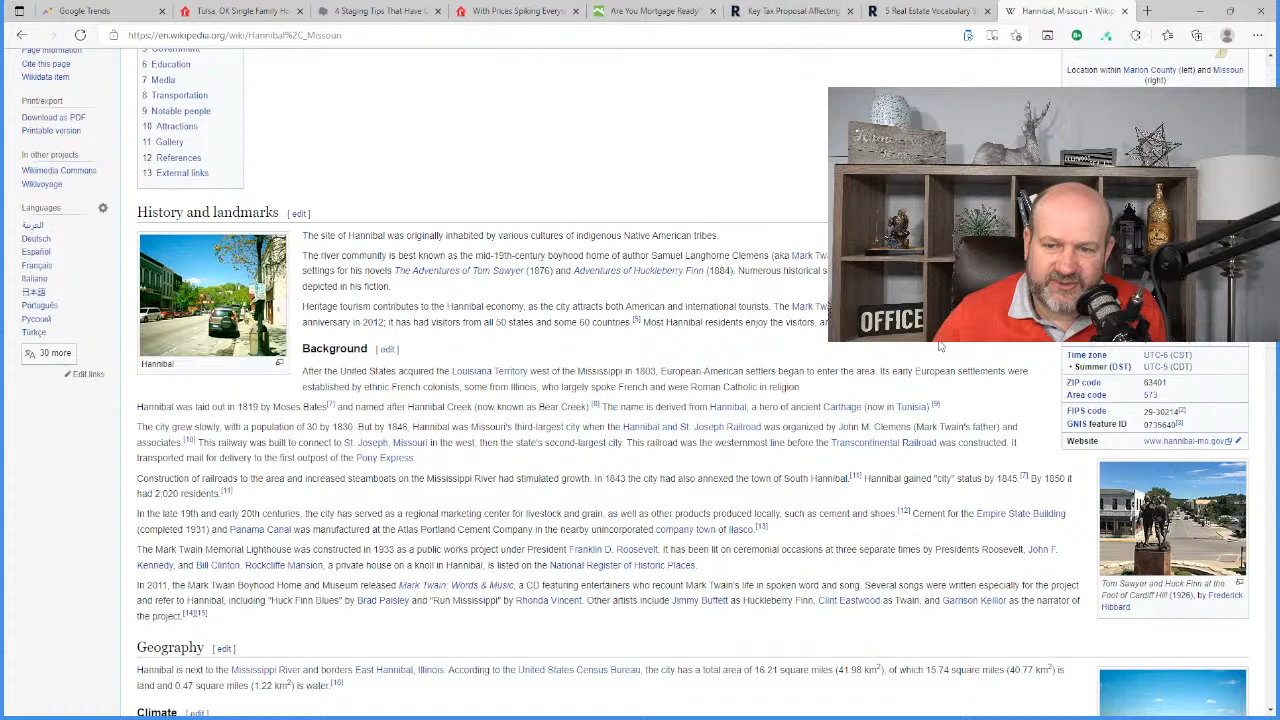 Google Trends
Tulsa, OK Single Family Ho
4 Staging Tips That Have L
With Prices Spiking Everyw
Are You Mortgage Ready"
Key Tax Proposal Affecting
5 Real Estate Vocabulary S
Hannibal, Missouri - Wikip
https://en.wikipedia.org/wiki/Hannibal%2C_Missouri
Page information
Cite this page
Wikidata item
Print/export
Download as PDF
Printable version
In other projects
Wikimedia Commons
Wikivoyage
Languages
العربية
Deutsch
Español
Français
Italiano
日本語
Português
Русский
Türkçe
30 more
Edit links
5 Government
6 Education
7 Media
8 Transportation
9 Notable people
10 Attractions
11 Gallery
12 References
13 External links
Location within Marion County (left) and Missouri
(right)
History and landmarks [ edit ]
Hannibal
The site of Hannibal was originally inhabited by various cultures of indigenous Native American tribes.
The river community is best known as the mid-19th-century boyhood home of author Samuel Langhorne Clemens (aka Mark Tw
settings for his novels The Adventures of Tom Sawyer (1876) and Adventures of Huckleberry Finn (1884). Numerous historical s
depicted in his fiction.
Heritage tourism contributes to the Hannibal economy, as the city attracts both American and international tourists. The Mark Tw
anniversary in 2012; it has had visitors from all 50 states and some 60 countries.[5] Most Hannibal residents enjoy the visitors, ar
Background [ edit ]
After the United States acquired the Louisiana Territory west of the Mississippi in 1803, European-American settlers began to enter the area. Its early European settlements were
established by ethnic French colonists, some from Illinois, who largely spoke French and were Roman Catholic in religion
Hannibal was laid out in 1819 by Moses Bates[7] and named after Hannibal Creek (now known as Bear Creek).[8] The name is derived from Hannibal, a hero of ancient Carthage (now in Tunisia).[9]
The city grew slowly, with a population of 30 by 1830. But by 1846, Hannibal was Missouri's third-largest city when the Hannibal and St. Joseph Railroad was organized by John M. Clemens (Mark Twain's father) and
associates.[10] This railway was built to connect to St. Joseph, Missouri in the west, then the state's second-largest city. This railroad was the westernmost line before the Transcontinental Railroad was constructed. It
transported mail for delivery to the first outpost of the Pony Express.
Construction of railroads to the area and increased steamboats on the Mississippi River had stimulated growth. In 1843 the city had also annexed the town of South Hannibal.[11] Hannibal gained "city" status by 1845.[7] By 1850 it
had 2,020 residents.[11]
In the late 19th and early 20th centuries, the city has served as a regional marketing center for livestock and grain, as well as other products produced locally, such as cement and shoes.[12] Cement for the Empire State Building
(completed 1931) and Panama Canal was manufactured at the Atlas Portland Cement Company in the nearby unincorporated company town of Ilasco.[13]
The Mark Twain Memorial Lighthouse was constructed in 1933 as a public works project under President Franklin D. Roosevelt. It has been lit on ceremonial occasions at three separate times by Presidents Roosevelt, John F.
Kennedy, and Bill Clinton. Rockcliffe Mansion, a private house on a knoll in Hannibal, is listed on the National Register of Historic Places.
In 2011, the Mark Twain Boyhood Home and Museum released Mark Twain: Words & Music, a CD featuring entertainers who recount Mark Twain's life in spoken word and song. Several songs were written especially for the project
and refer to Hannibal, including "Huck Finn Blues" by Brad Paisley and "Run Mississippi" by Rhonda Vincent. Other artists include Jimmy Buffett as Huckleberry Finn, Clint Eastwood as Twain, and Garrison Keillor as the narrator of
the project.[14][15]
Geography [ edit ]
Hannibal is next to the Mississippi River and borders East Hannibal, Illinois. According to the United States Census Bureau, the city has a total area of 16.21 square miles (41.98 km2), of which 15.74 square miles (40.77 km2) is
land and 0.47 square miles (1.22 km2) is water.[16]
Climate [ edit ]
OFFICE
Time zone UTC-6 (CST)
• Summer (DST) UTC-5 (CDT)
ZIP code 63401
Area code 573
FIPS code 29-30214[2]
GNIS feature ID 0735640[3]
Website www.hannibal-mo.gov
Tom Sawyer and Huck Finn at the
Foot of Cardiff Hill (1926), by Frederick
Hibbard